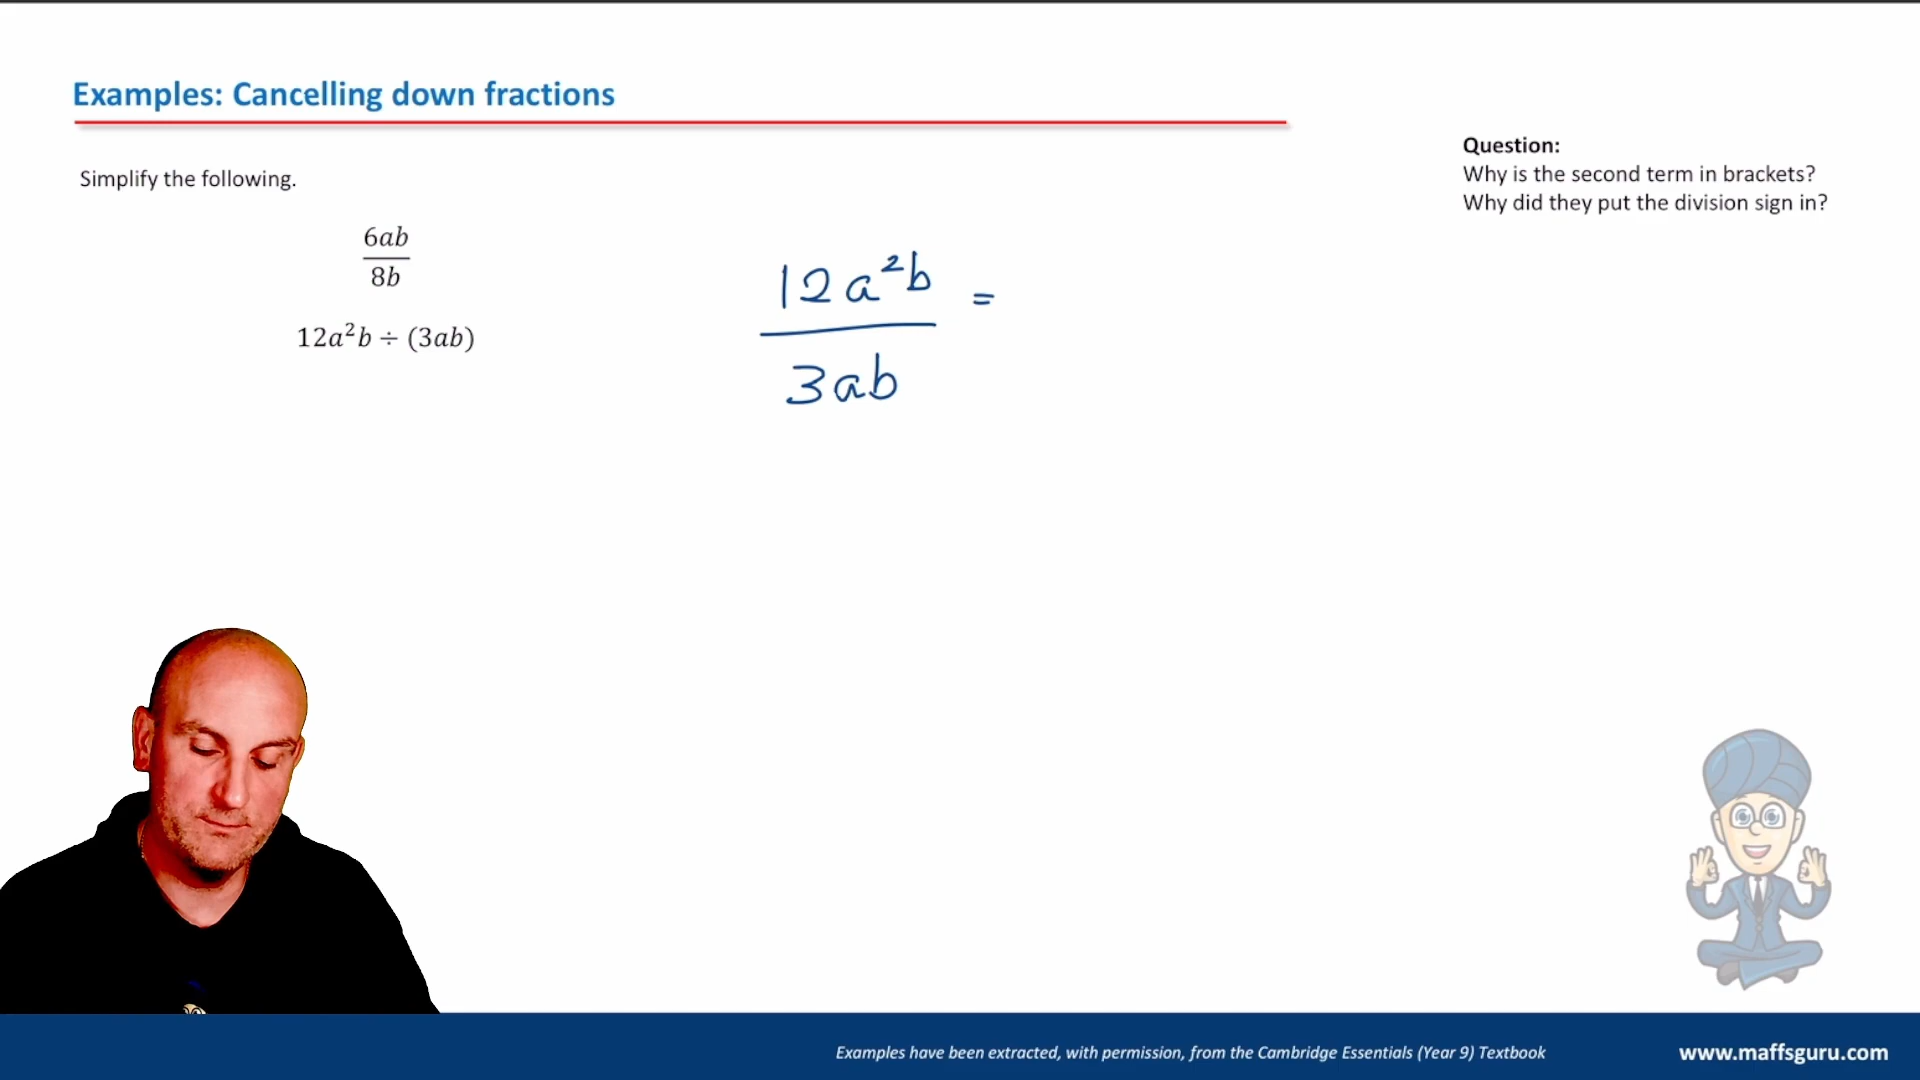 Examples: Cancelling down fractions
Question:
Why is the second term in brackets?
Why did they put the division sign in?
Simplify the following.
6ab
8b
12a²b ÷ (3ab)
12a²b =
3ab
Examples have been extracted, with permission, from the Cambridge Essentials (Year 9) Textbook
www.maffsguru.com